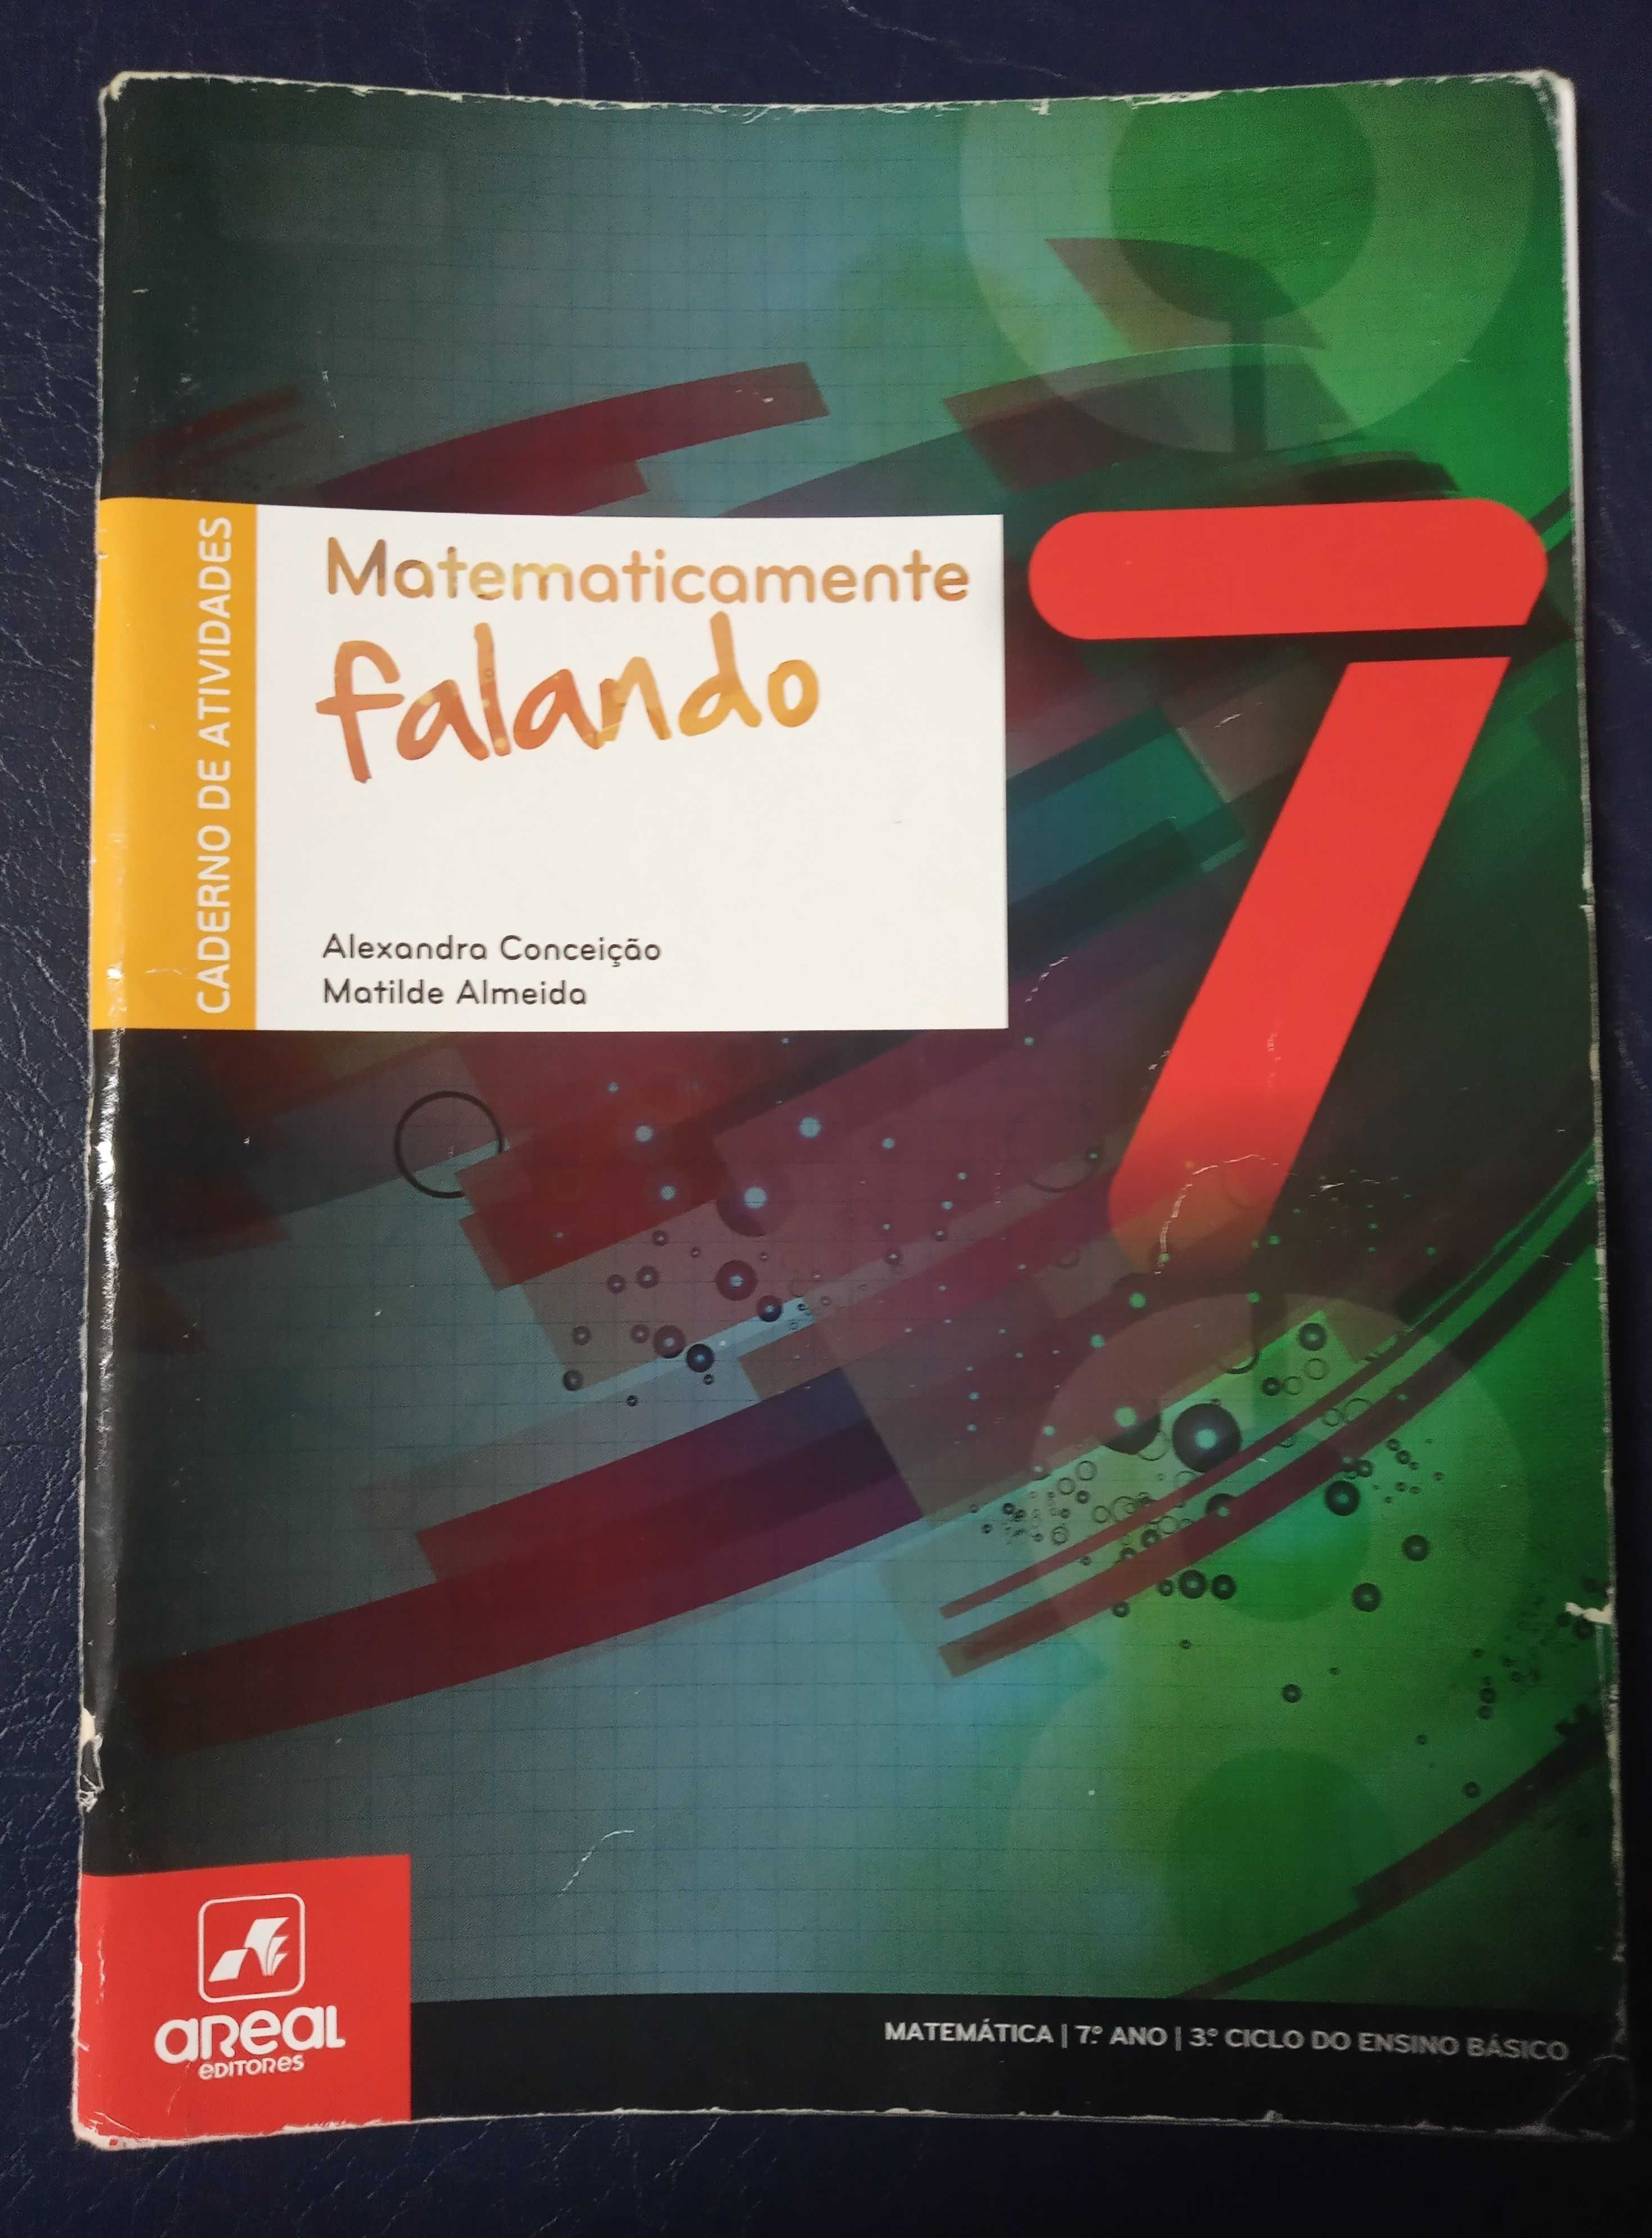 CADERNO DE ATIVIDADES
Matematicamente
falando
7
Alexandra Conceição
Matilde Almeida
areal
EDITORES
MATEMÁTICA | 7.º ANO | 3.º CICLO DO ENSINO BÁSICO